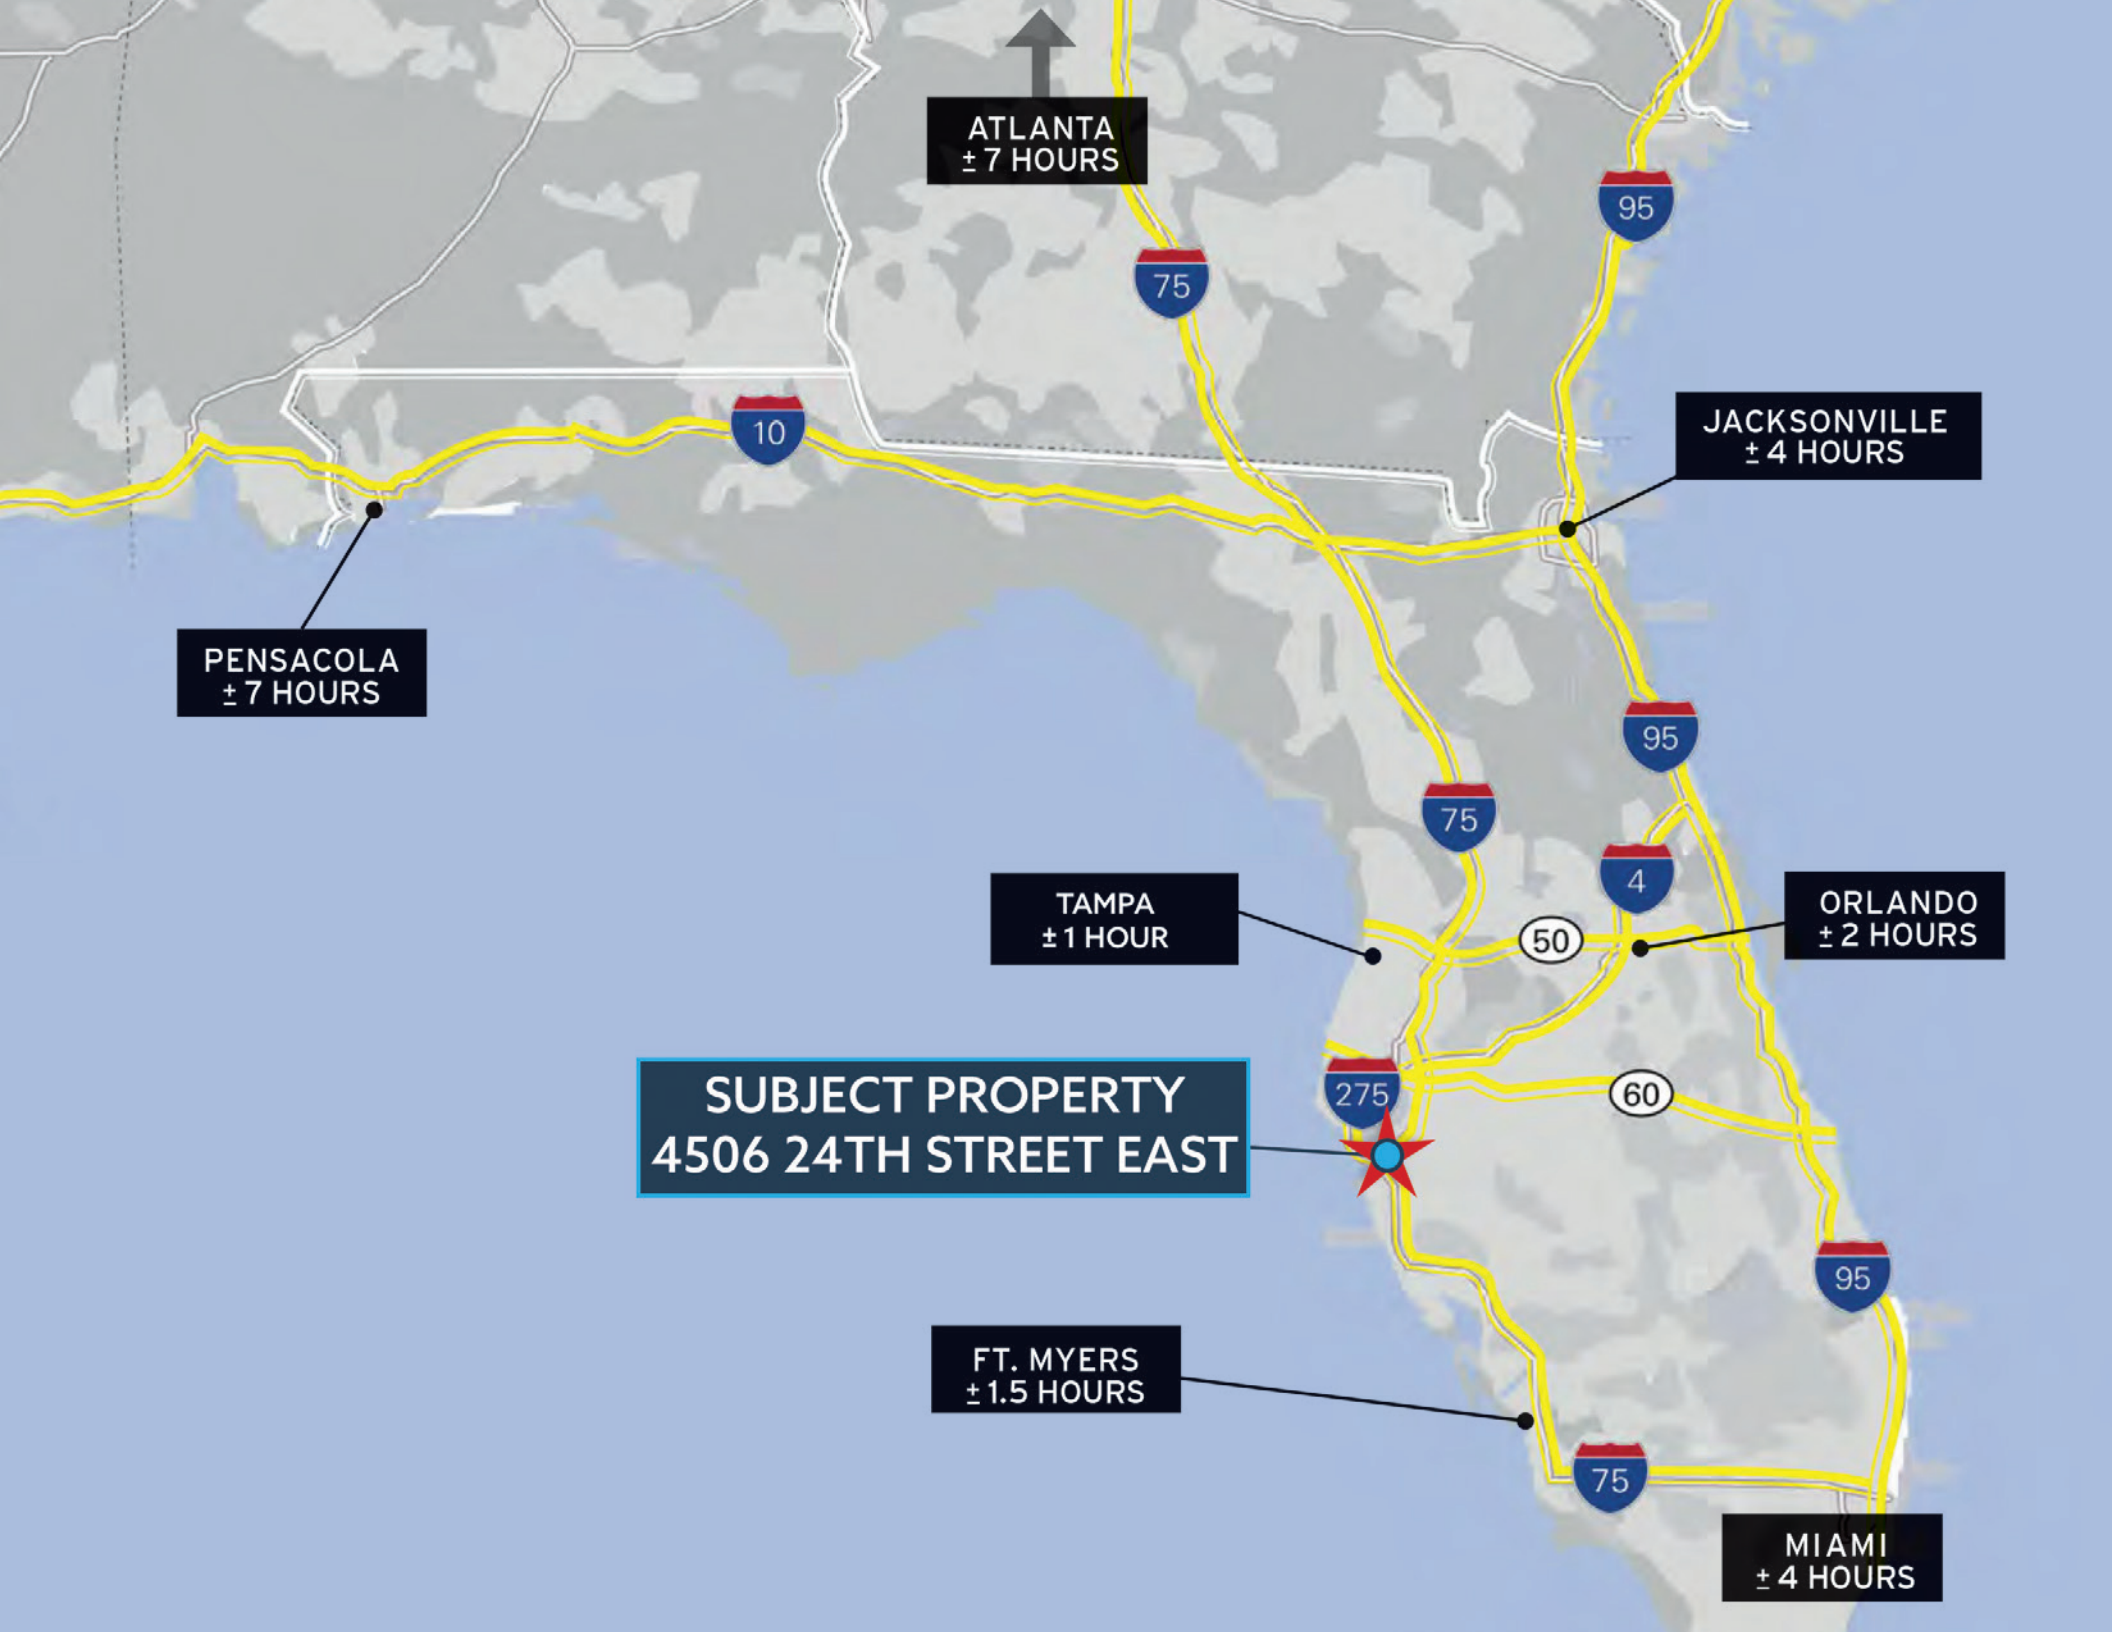 ATLANTA
± 7 HOURS
95
75
JACKSONVILLE
± 4 HOURS
10
PENSACOLA
± 7 HOURS
95
75
4
TAMPA
± 1 HOUR
50
ORLANDO
± 2 HOURS
SUBJECT PROPERTY
4506 24TH STREET EAST
275
60
95
FT. MYERS
± 1.5 HOURS
75
MIAMI
± 4 HOURS